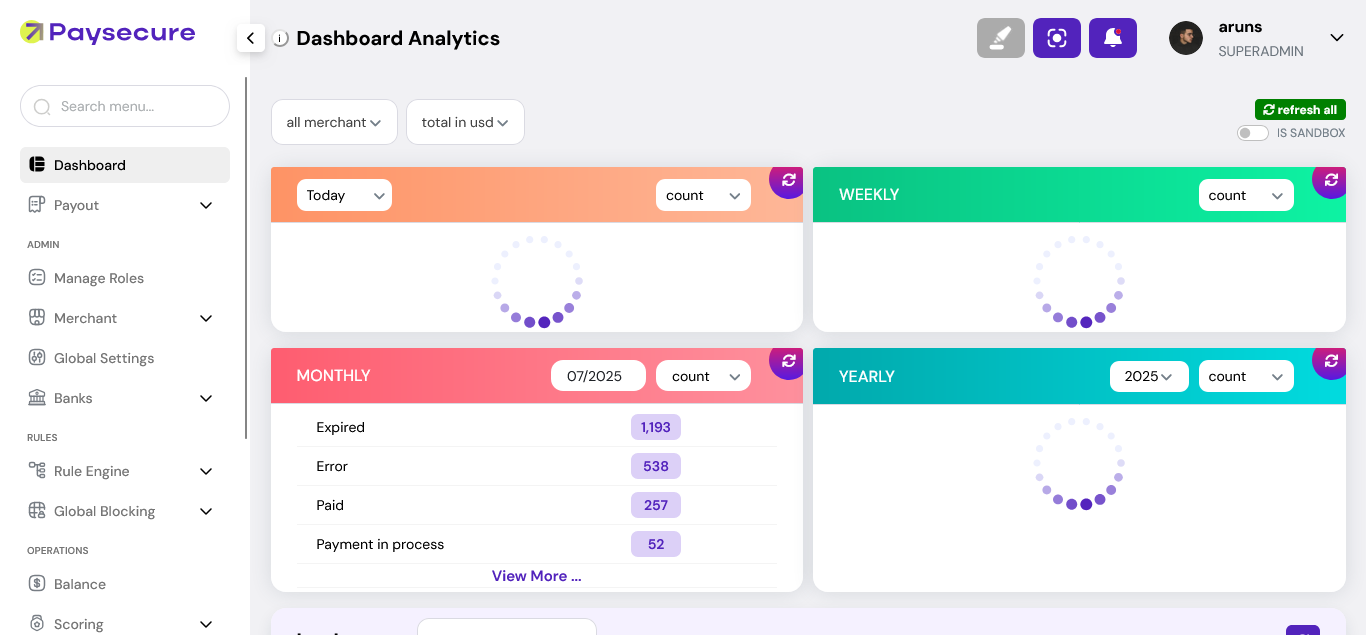 Paysecure
Dashboard Analytics
aruns
SUPERADMIN
Search menu...
all merchant
total in usd
refresh all
IS SANDBOX
Dashboard
Payout
ADMIN
Manage Roles
Merchant
Global Settings
Banks
RULES
Rule Engine
Global Blocking
OPERATIONS
Balance
Scoring
Today
count
WEEKLY
count
MONTHLY
07/2025
count
Expired 1,193
Error 538
Paid 257
Payment in process 52
View More ...
YEARLY
2025
count